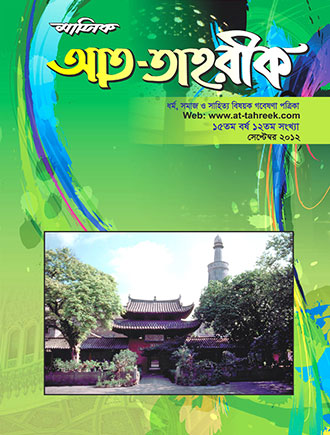 মাসিক
আত-তাহরীক
ধর্ম, সমাজ ও সাহিত্য বিষয়ক গবেষণা পত্রিকা
Web: www.at-tahreek.com
১৫তম বর্ষ ১২তম সংখ্যা
সেপ্টেম্বর ২০১২